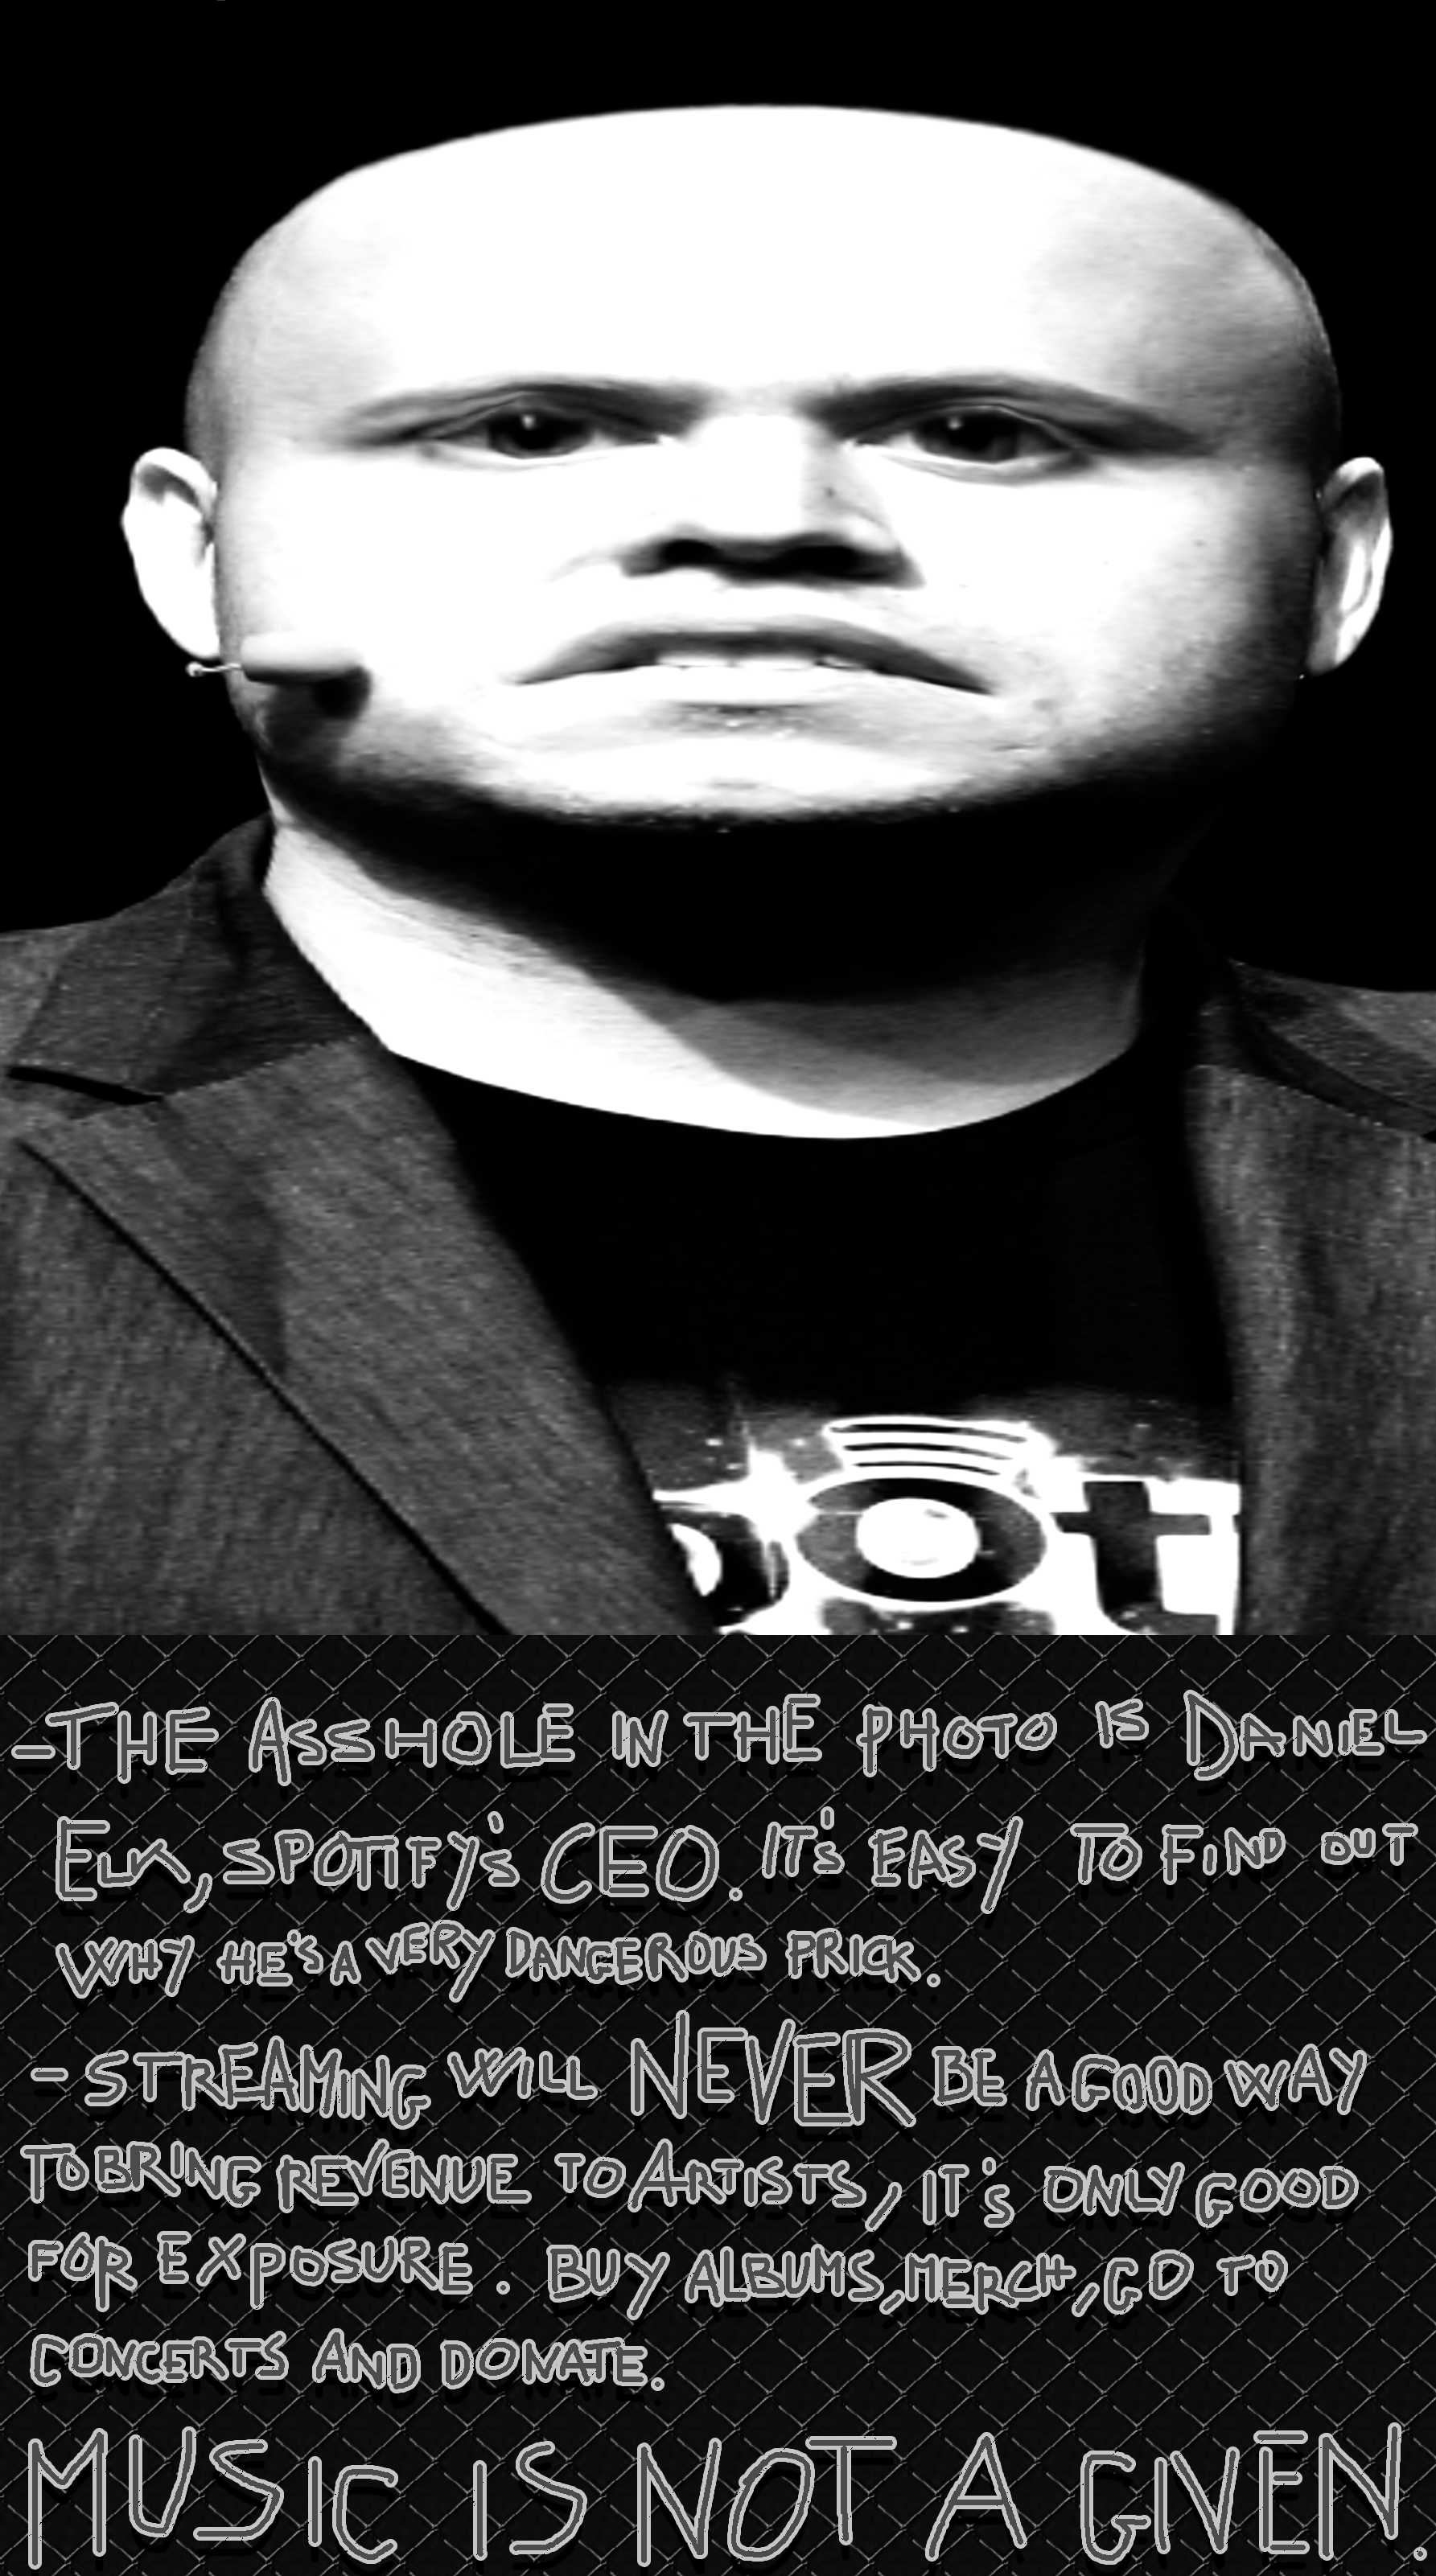 ot
-THE ASSHOLE IN THE PHOTO IS DANIEL
ELK, SPOTIFY'S CEO. IT'S EASY TO FIND OUT
WHY HE'S A VERY DANGEROUS PRICK.
- STREAMING WILL NEVER BE A GOOD WAY
TO BRING REVENUE TO ARTISTS, IT'S ONLY GOOD
FOR EXPOSURE. BUY ALBUMS, MERCH, GO TO
CONCERTS AND DONATE.
MUSIC IS NOT A GIVEN.